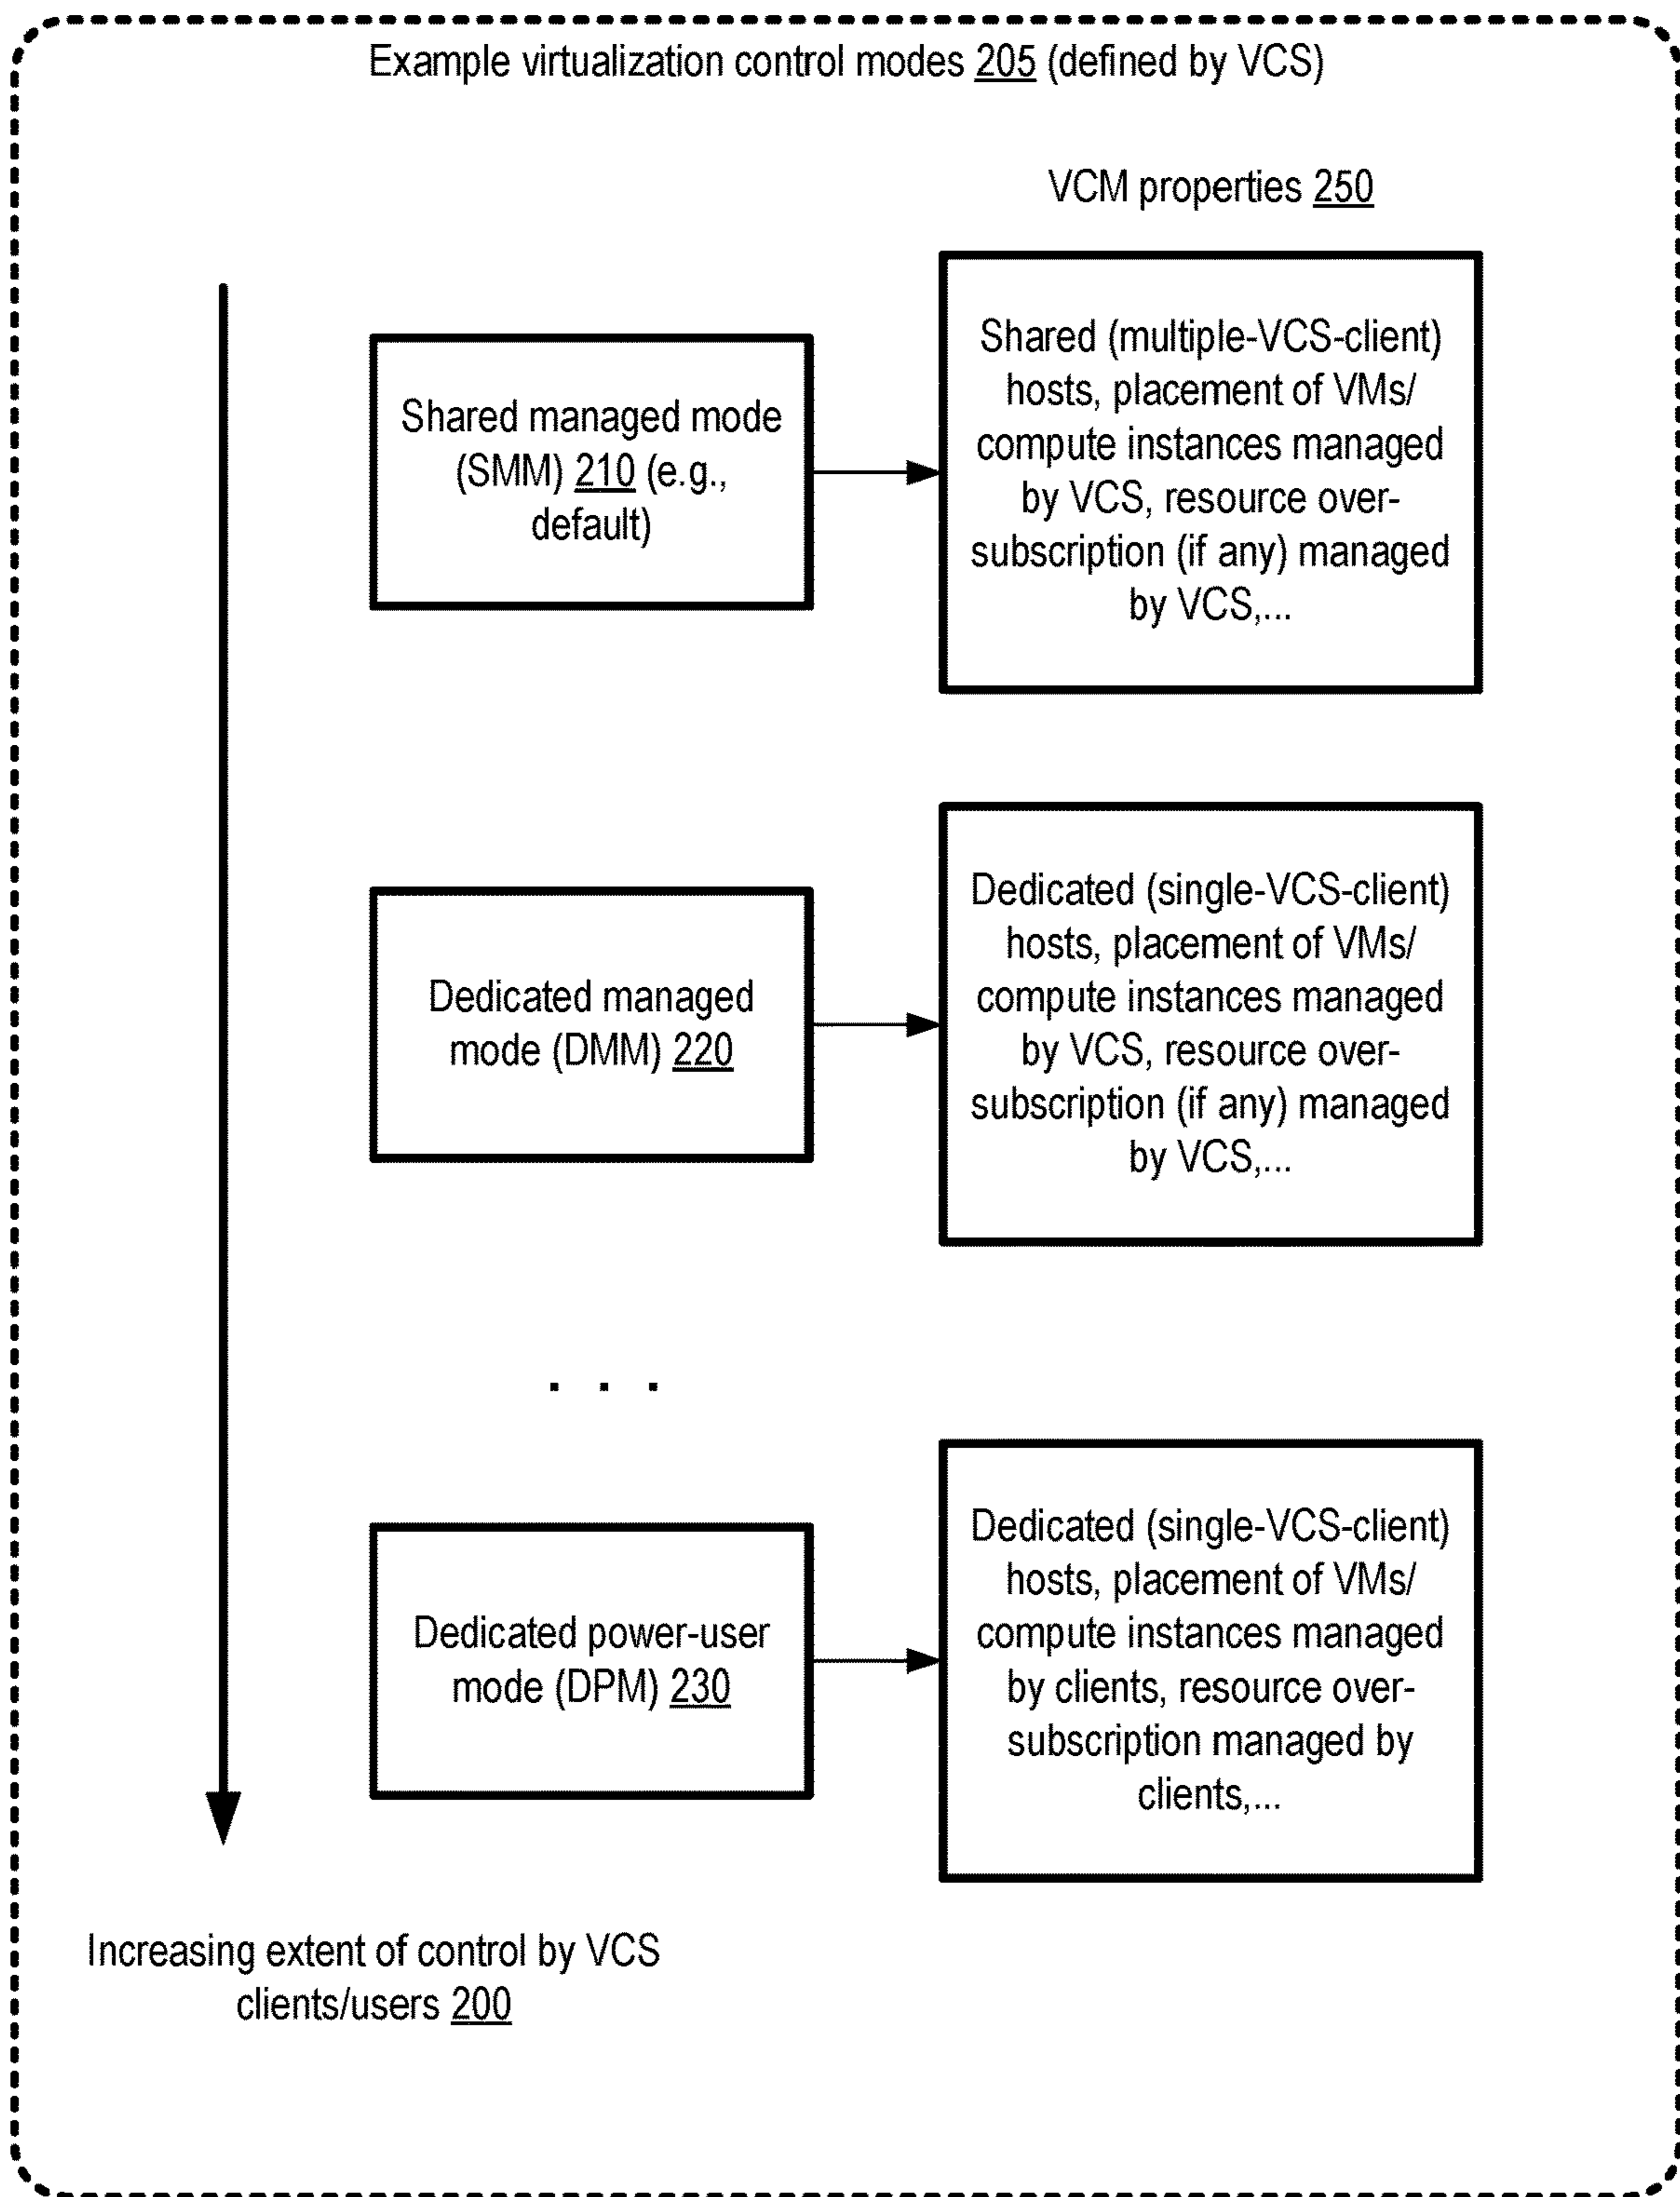 Example virtualization control modes 205 (defined by VCS)
VCM properties 250
Shared managed mode
(SMM) 210 (e.g.,
default)
Shared (multiple-VCS-client)
hosts, placement of VMs/
compute instances managed
by VCS, resource over-
subscription (if any) managed
by VCS,...
Dedicated managed
mode (DMM) 220
Dedicated (single-VCS-client)
hosts, placement of VMs/
compute instances managed
by VCS, resource over-
subscription (if any) managed
by VCS,...
. . .
Dedicated power-user
mode (DPM) 230
Dedicated (single-VCS-client)
hosts, placement of VMs/
compute instances managed
by clients, resource over-
subscription managed by
clients,...
Increasing extent of control by VCS
clients/users 200